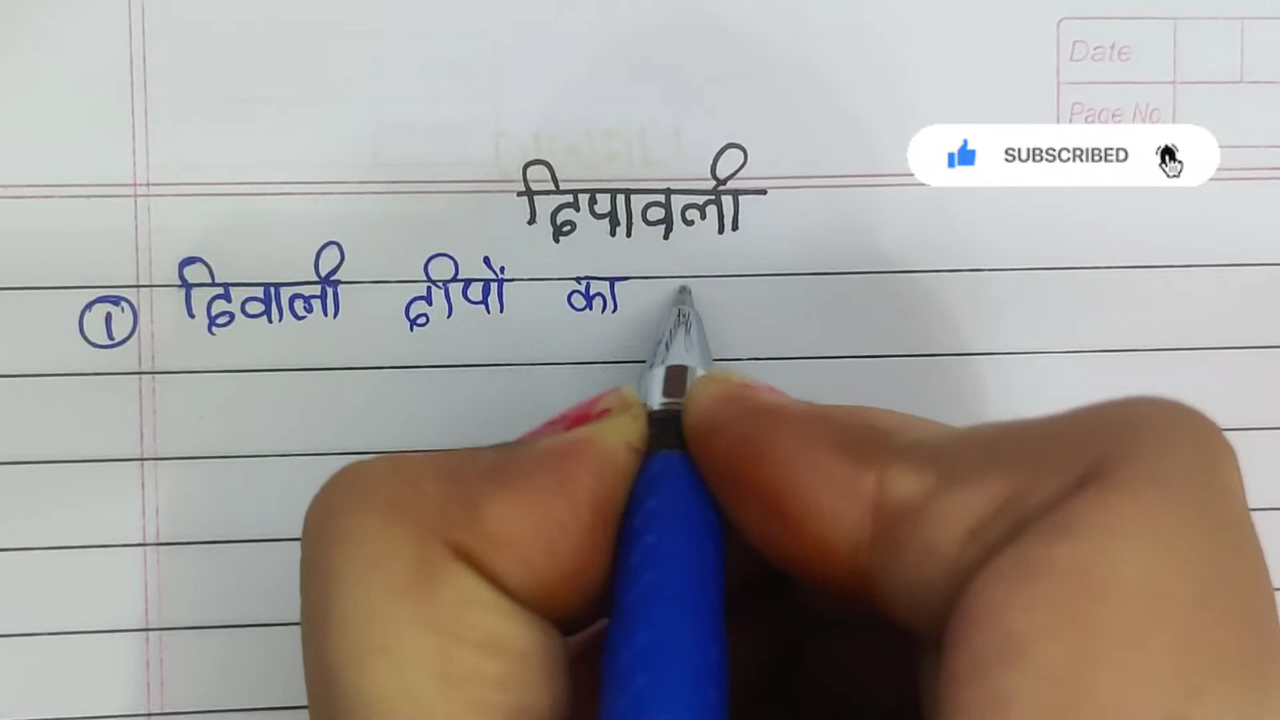 Date
Page No.
SUBSCRIBED
दिपावली
① दिवाली दीपों का